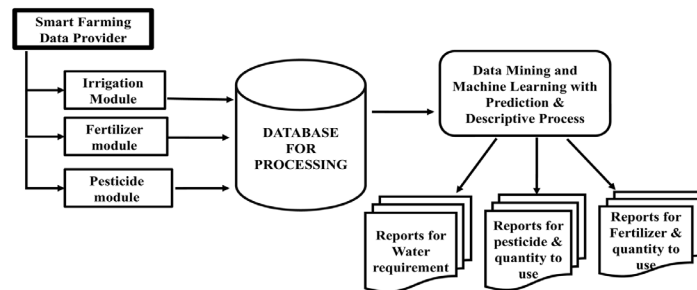 Smart Farming
Data Provider
Irrigation
Module
Fertilizer
module
Pesticide
module
DATABASE
FOR
PROCESSING
Data Mining and
Machine Learning with
Prediction &
Descriptive Process
Reports for
Water
requirement
Reports for
pesticide &
quantity to
use
Reports for
Fertilizer &
quantity to
use